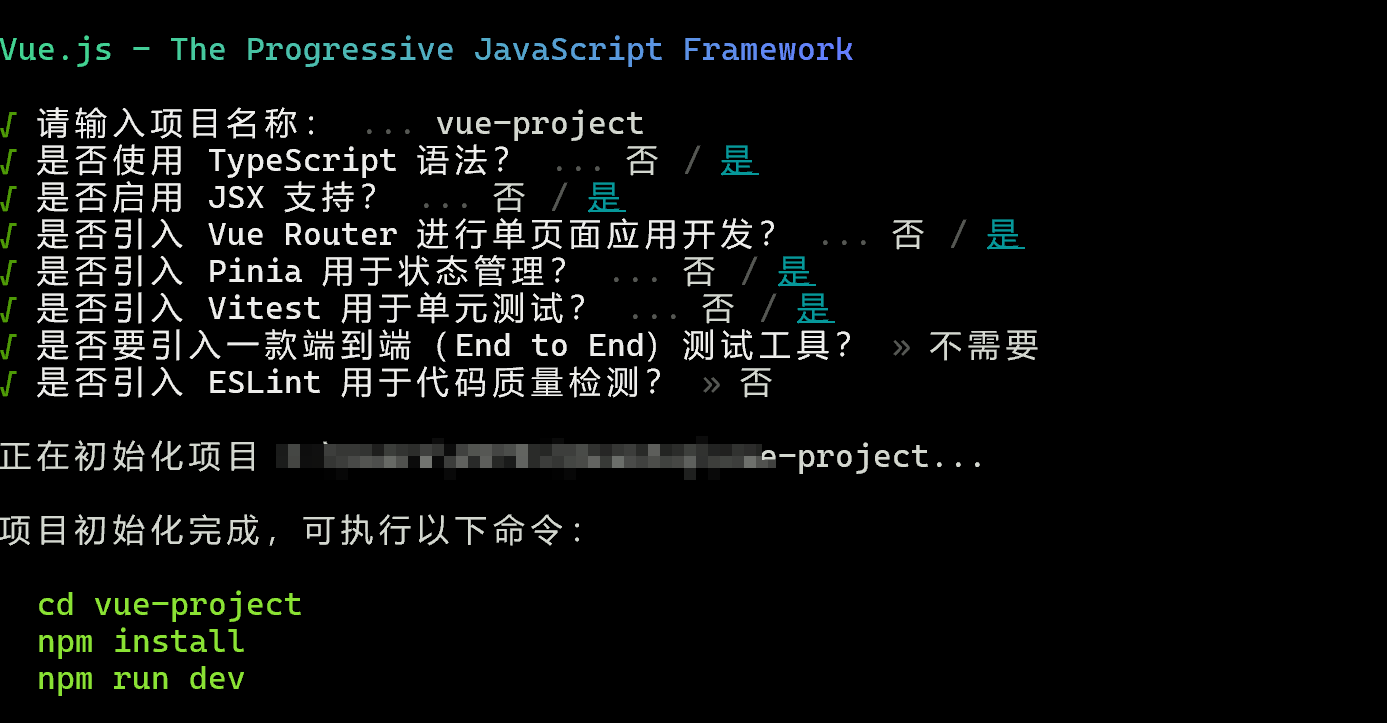 Vue.js - The Progressive JavaScript Framework
√ 请输入项目名称： ... vue-project
√ 是否使用 TypeScript 语法？ ... 否 / 是
√ 是否启用 JSX 支持？ ... 否 / 是
√ 是否引入 Vue Router 进行单页面应用开发？ ... 否 / 是
√ 是否引入 Pinia 用于状态管理？ ... 否 / 是
√ 是否引入 Vitest 用于单元测试？ ... 否 / 是
√ 是否要引入一款端到端（End to End）测试工具？ » 不需要
√ 是否引入 ESLint 用于代码质量检测？ » 否
正在初始化项目 e-project...
项目初始化完成，可执行以下命令：
cd vue-project
npm install
npm run dev